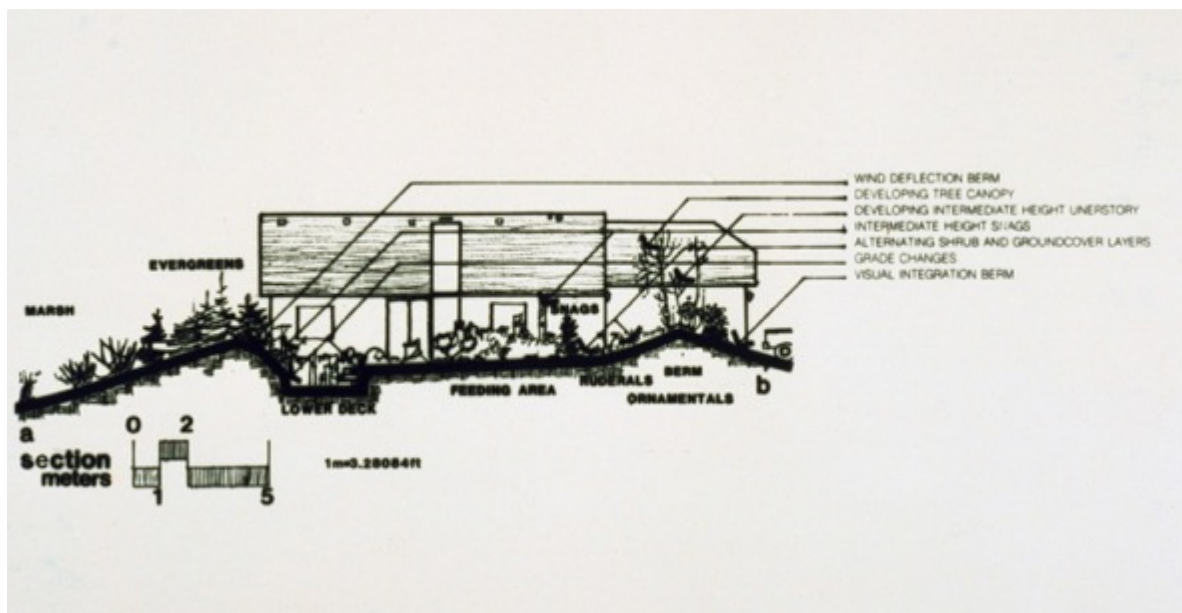 WIND DEFLECTION BERM
DEVELOPING TREE CANOPY
DEVELOPING INTERMEDIATE HEIGHT UNERSTORY
INTERMEDIATE HEIGHT SNAGS
ALTERNATING SHRUB AND GROUNDCOVER LAYERS
GRADE CHANGES
VISUAL INTEGRATION BERM
EVERGREENS
MARSH
SNAGS
BERM
RUDERALS
FEEDING AREA
ORNAMENTALS
LOWER DECK
a
b
0 2
section
meters
1 5
1m=3.28084ft